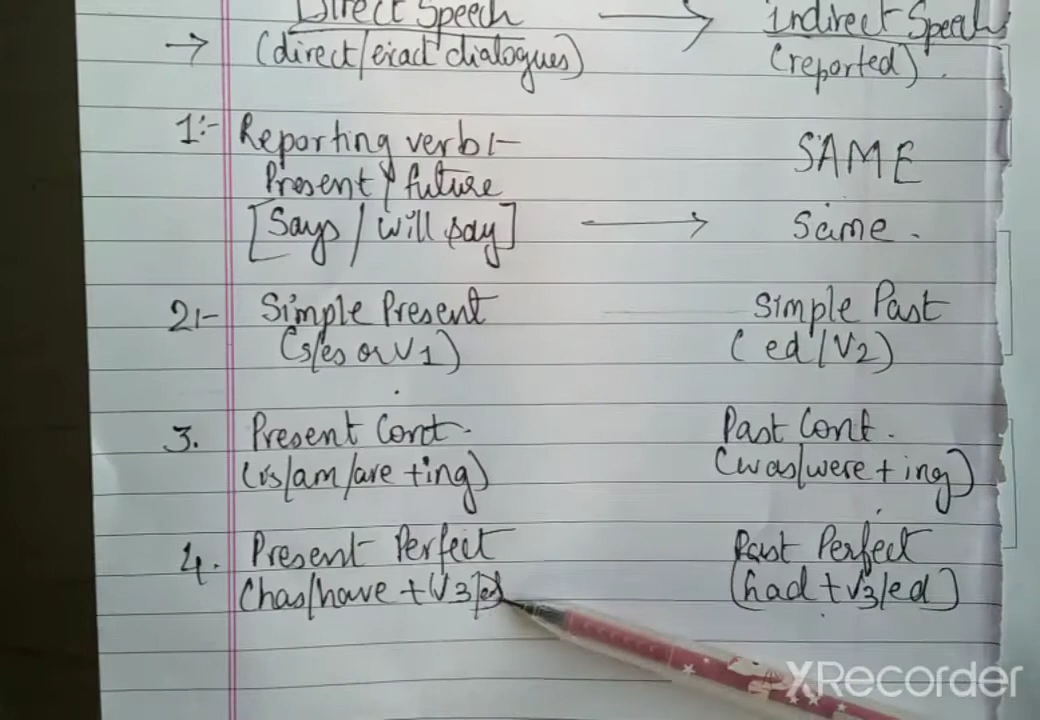 Direct Speech → Indirect Speech
→ (direct/exact dialogues) (reported).
1:- Reporting verb:- SAME
Present / future
[Says / will say] → Same.
2:- Simple Present Simple Past
(s/es or V1) (ed/V2)
3. Present Cont. Past Cont.
(is/am/are +ing) (was/were + ing)
4. Present Perfect Past Perfect
(has/have + V3/ed (had + V3/ed)
XRecorder